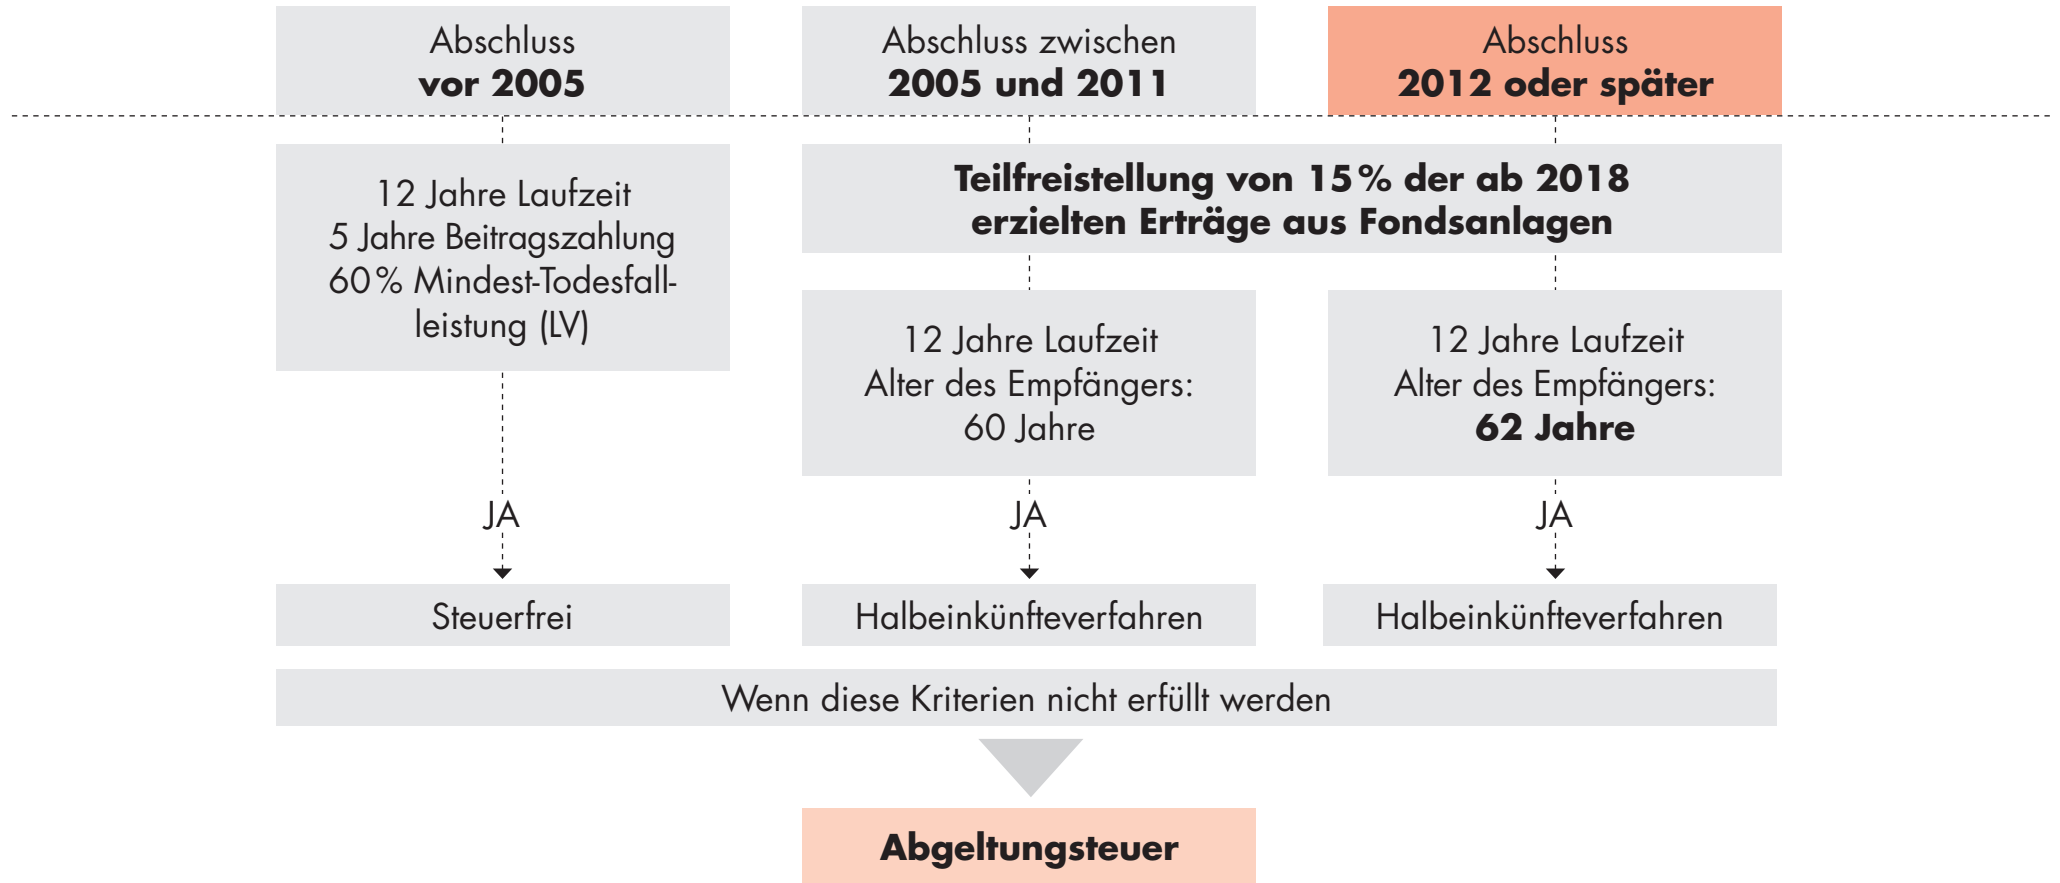 Abschluss
vor 2005
Abschluss zwischen
2005 und 2011
Abschluss
2012 oder später
12 Jahre Laufzeit
5 Jahre Beitragszahlung
60 % Mindest-Todesfall-
leistung (LV)
Teilfreistellung von 15 % der ab 2018
erzielten Erträge aus Fondsanlagen
12 Jahre Laufzeit
Alter des Empfängers:
60 Jahre
12 Jahre Laufzeit
Alter des Empfängers:
62 Jahre
JA
JA
JA
Steuerfrei
Halbeinkünfteverfahren
Halbeinkünfteverfahren
Wenn diese Kriterien nicht erfüllt werden
Abgeltungsteuer